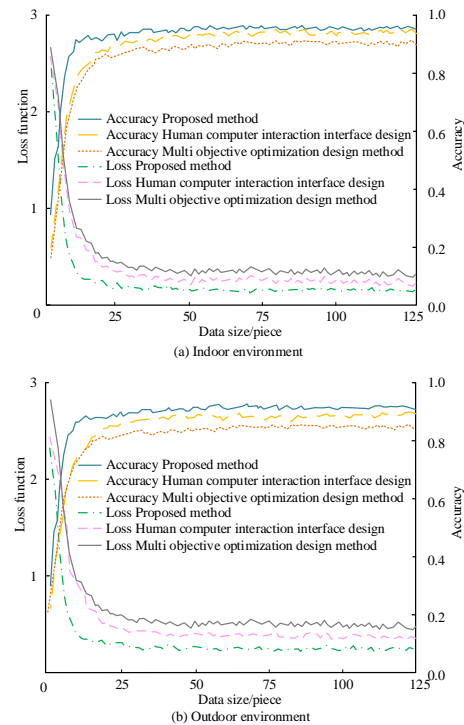 3
1.0
0.8
2
Loss function
Accuracy Proposed method
Accuracy Human computer interaction interface design
0.6
Accuracy
Accuracy Multi objective optimization design method
Loss Proposed method
0.4
Loss Human computer interaction interface design
1
Loss Multi objective optimization design method
0.2
0
0.0
25
50
75
100
125
Data size/piece
(a) Indoor environment
3
1.0
0.8
2
Loss function
Accuracy Proposed method
Accuracy Human computer interaction interface design
0.6
Accuracy
Accuracy Multi objective optimization design method
Loss Proposed method
0.4
Loss Human computer interaction interface design
1
Loss Multi objective optimization design method
0.2
0
0.0
25
50
75
100
125
Data size/piece
(b) Outdoor environment